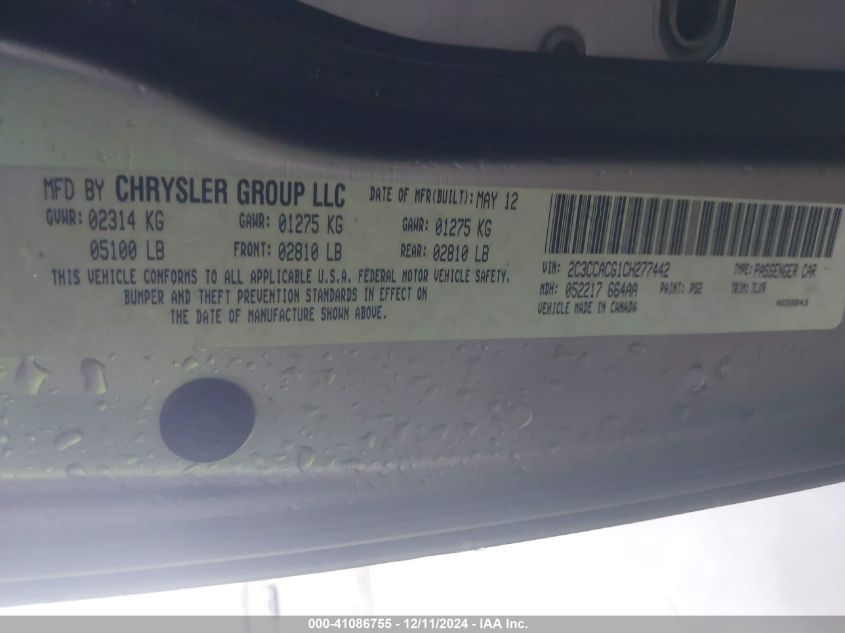 MFD BY CHRYSLER GROUP LLC DATE OF MFR(BUILT): MAY 12
GVWR: 02314 KG GAWR: 01275 KG GAWR: 01275 KG
05100 LB FRONT: 02810 LB REAR: 02810 LB
THIS VEHICLE CONFORMS TO ALL APPLICABLE U.S.A. FEDERAL MOTOR VEHICLE SAFETY,
BUMPER AND THEFT PREVENTION STANDARDS IN EFFECT ON
THE DATE OF MANUFACTURE SHOWN ABOVE.
VIN: 2C3CCACG1CH277442 TYPE: PASSENGER CAR
MDH: 052217 664AA PAINT: PS2 TRIM:
VEHICLE MADE IN CANADA
000-41086755 - 12/11/2024 - IAA Inc.